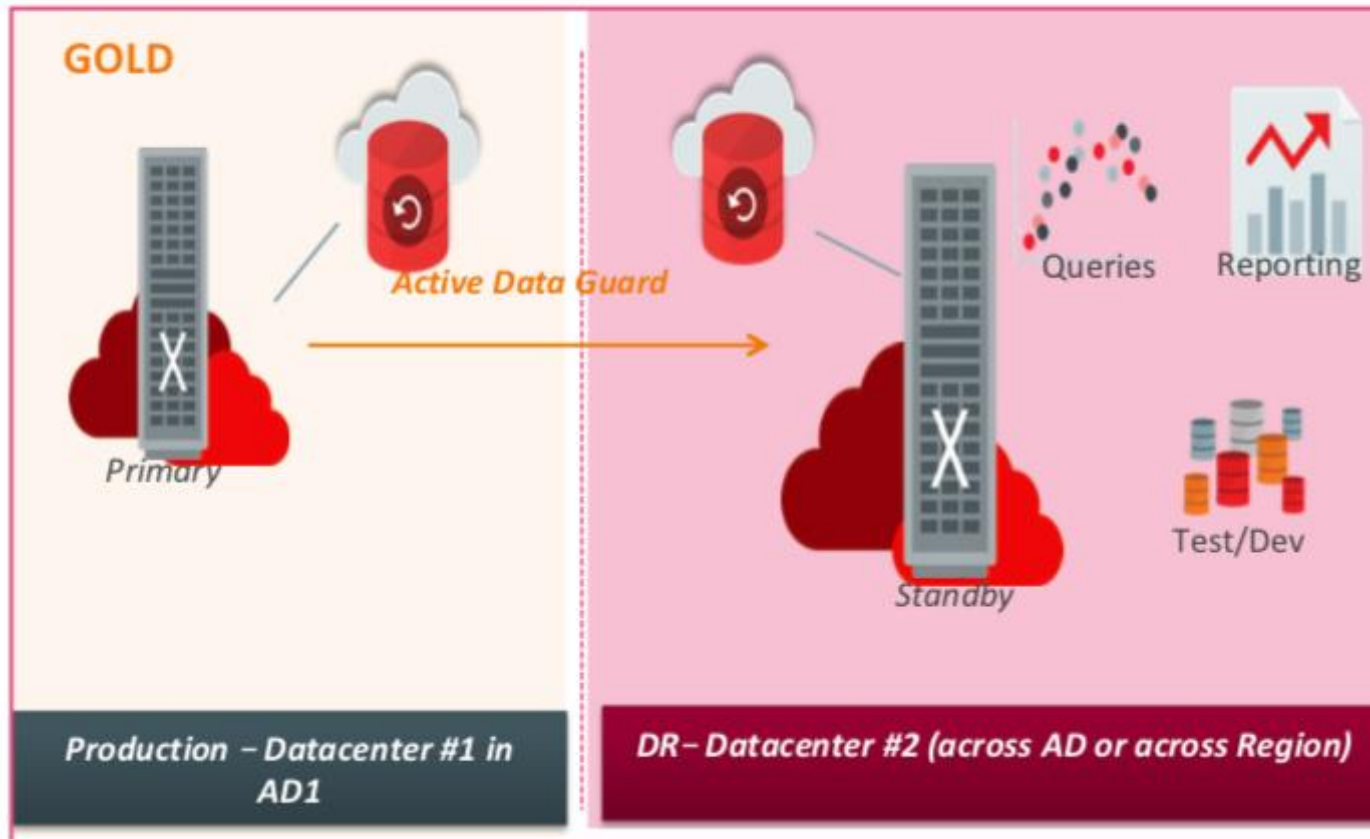 GOLD
Active Data Guard
Primary
Queries
Reporting
Test/Dev
Standby
Production – Datacenter #1 in
AD1
DR– Datacenter #2 (across AD or across Region)